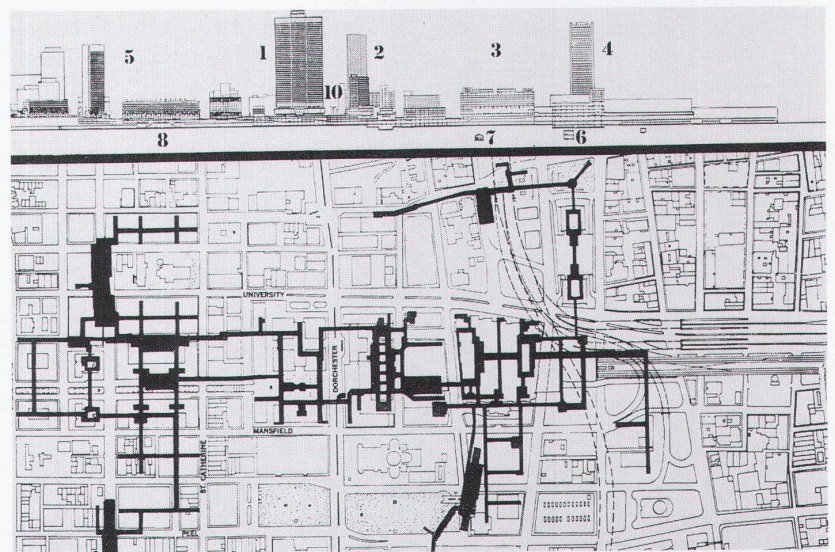 5
1
2
3
4
10
8
7
6
UNIVERSITY
DORCHESTER
MANSFIELD
ST. CATHERINE
PEEL